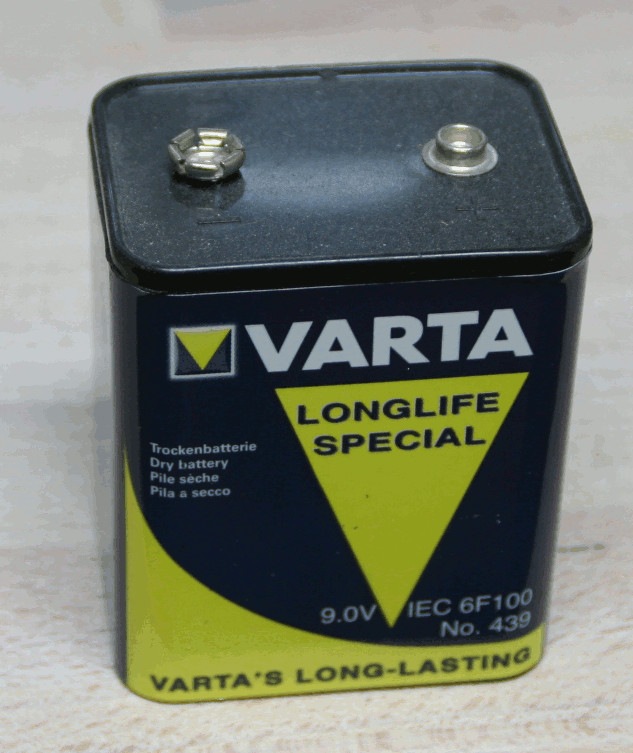 − +
VARTA
LONGLIFE
SPECIAL
Trockenbatterie
Dry battery
Pile sèche
Pila a secco
9.0V IEC 6F100
No. 439
VARTA'S LONG-LASTING